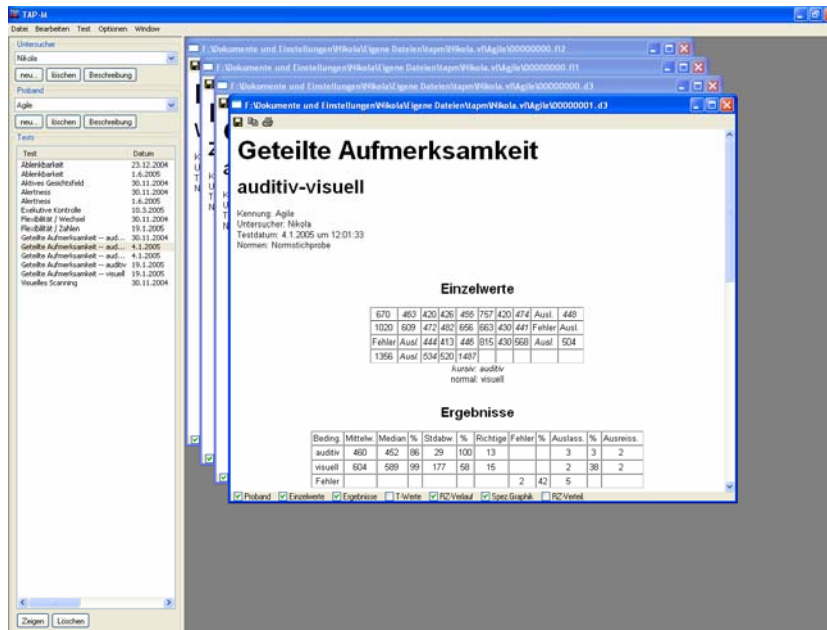 TAP-M
Datei Bearbeiten Test Optionen Window
Untersucher
Nikola
neu... löschen Beschreibung
Proband
Agile
neu... löschen Beschreibung
Tests
Test Datum
Ablenkbarkeit 23.12.2004
Ablenkbarkeit 1.6.2005
Aktives Gesichtsfeld 30.11.2004
Alertness 30.11.2004
Alertness 1.6.2005
Exekutive Kontrolle 10.3.2005
Flexibilität / Wechsel 30.11.2004
Flexibilität / Zahlen 19.1.2005
Geteilte Aufmerksamkeit -- aud... 30.11.2004
Geteilte Aufmerksamkeit -- aud... 4.1.2005
Geteilte Aufmerksamkeit -- aud... 4.1.2005
Geteilte Aufmerksamkeit -- auditiv 19.1.2005
Geteilte Aufmerksamkeit -- visuell 19.1.2005
Visuelles Scanning 30.11.2004
Zeigen Löschen
F:\Dokumente und Einstellungen\Nikola\Eigene Dateien\tapm\Nikola.vfl\Agile\00000000.fl2
F:\Dokumente und Einstellungen\Nikola\Eigene Dateien\tapm\Nikola.vfl\Agile\00000000.fl1
F:\Dokumente und Einstellungen\Nikola\Eigene Dateien\tapm\Nikola.vfl\Agile\00000000.d3
F:\Dokumente und Einstellungen\Nikola\Eigene Dateien\tapm\Nikola.vfl\Agile\00000001.d3
Geteilte Aufmerksamkeit
auditiv-visuell
Kennung: Agile
Untersucher: Nikola
Testdatum: 4.1.2005 um 12:01:33
Normen: Normstichprobe
Einzelwerte
670 463 420 426 455 757 420 474 Ausl. 449
1020 609 472 482 656 663 430 441 Fehler Ausl.
Fehler Ausl. 444 413 446 815 430 568 Ausl. 504
1356 Ausl. 534 520 1487
kursiv: auditiv
normal: visuell
Ergebnisse
Beding. Mittelw. Median % Stdabw. % Richtige Fehler % Auslass. % Ausreiss.
auditiv 460 452 86 29 100 13 3 3 2
visuell 604 589 99 177 58 15 2 38 2
Fehler 2 42 5
Proband Einzelwerte Ergebnisse T-Werte RZ-Verlauf Spez.Graphik RZ-Verteil.